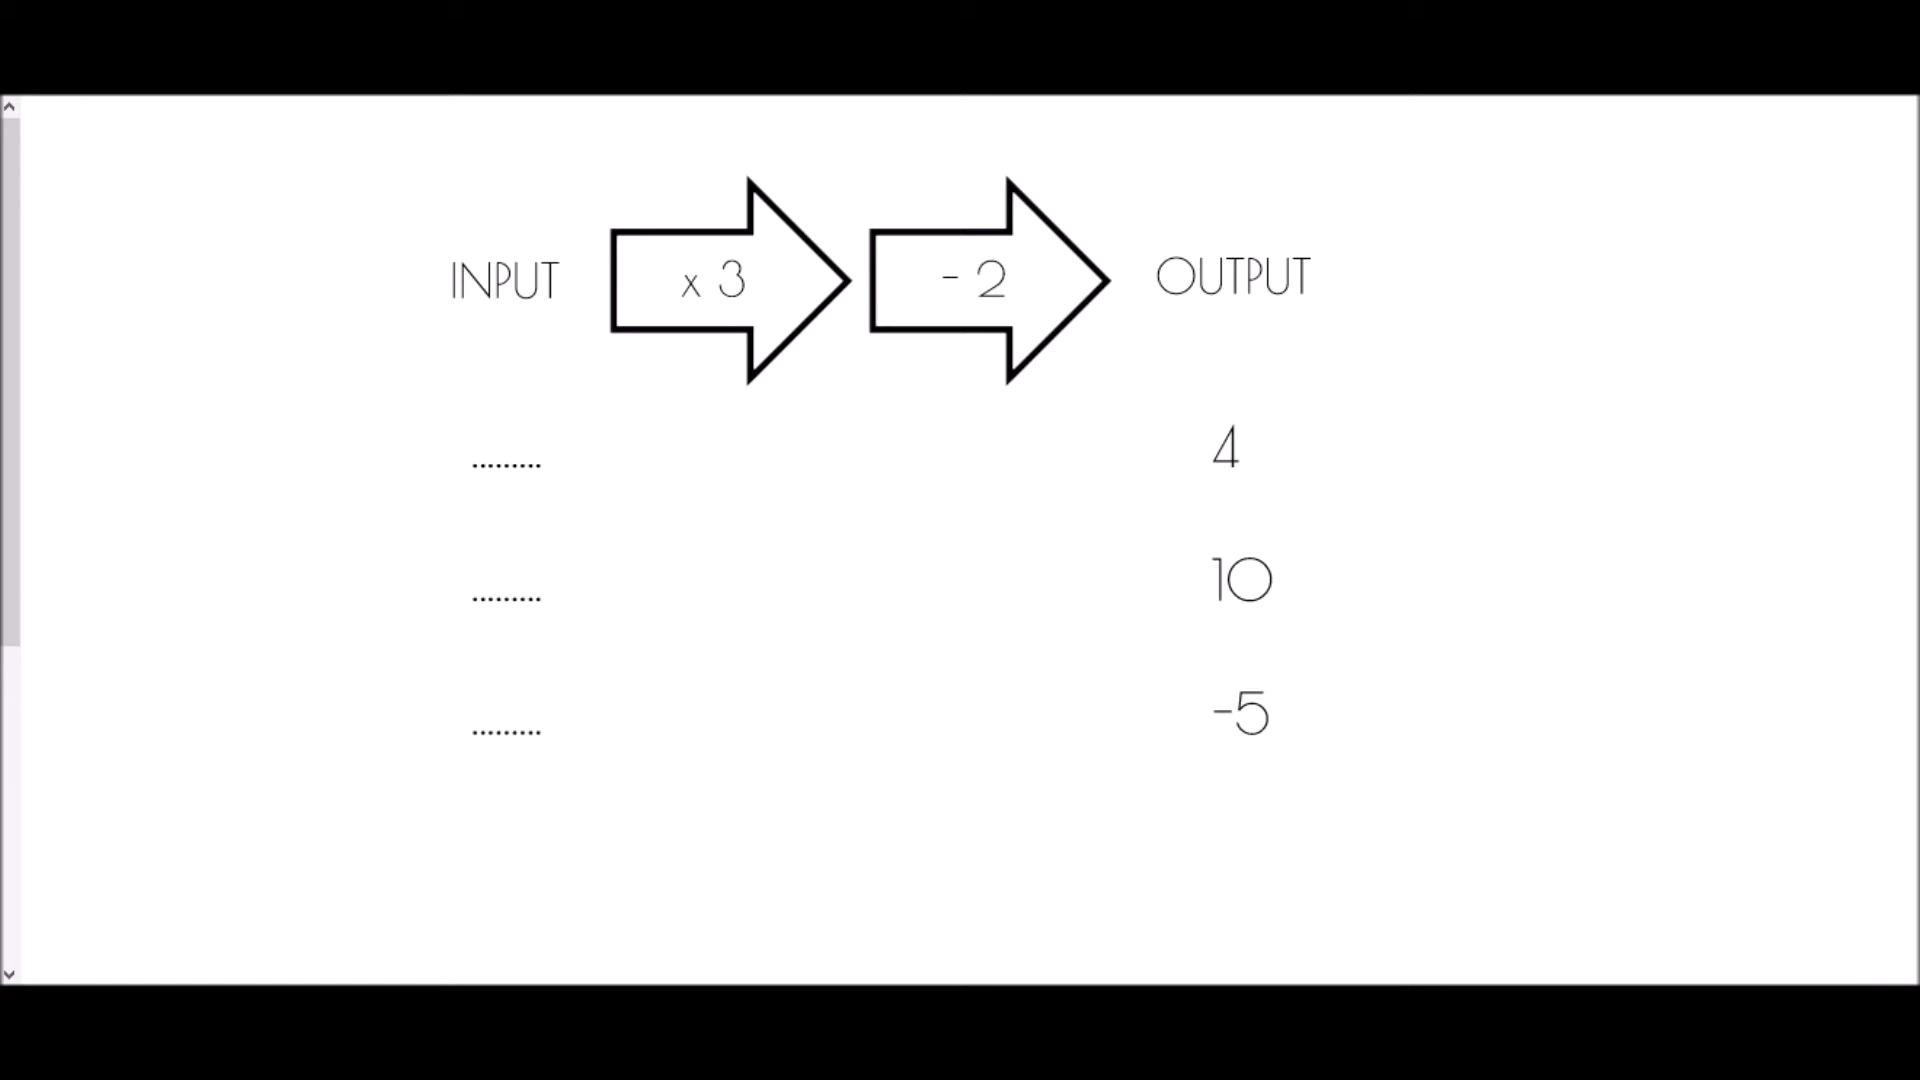 INPUT x 3 - 2 OUTPUT
......... 4
......... 10
......... -5